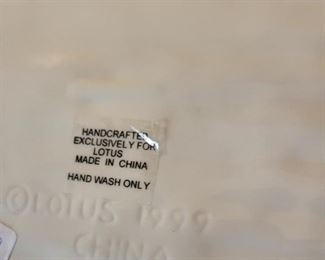 HANDCRAFTED
EXCLUSIVELY FOR
LOTUS
MADE IN CHINA
HAND WASH ONLY
©LOTUS 1999
CHINA